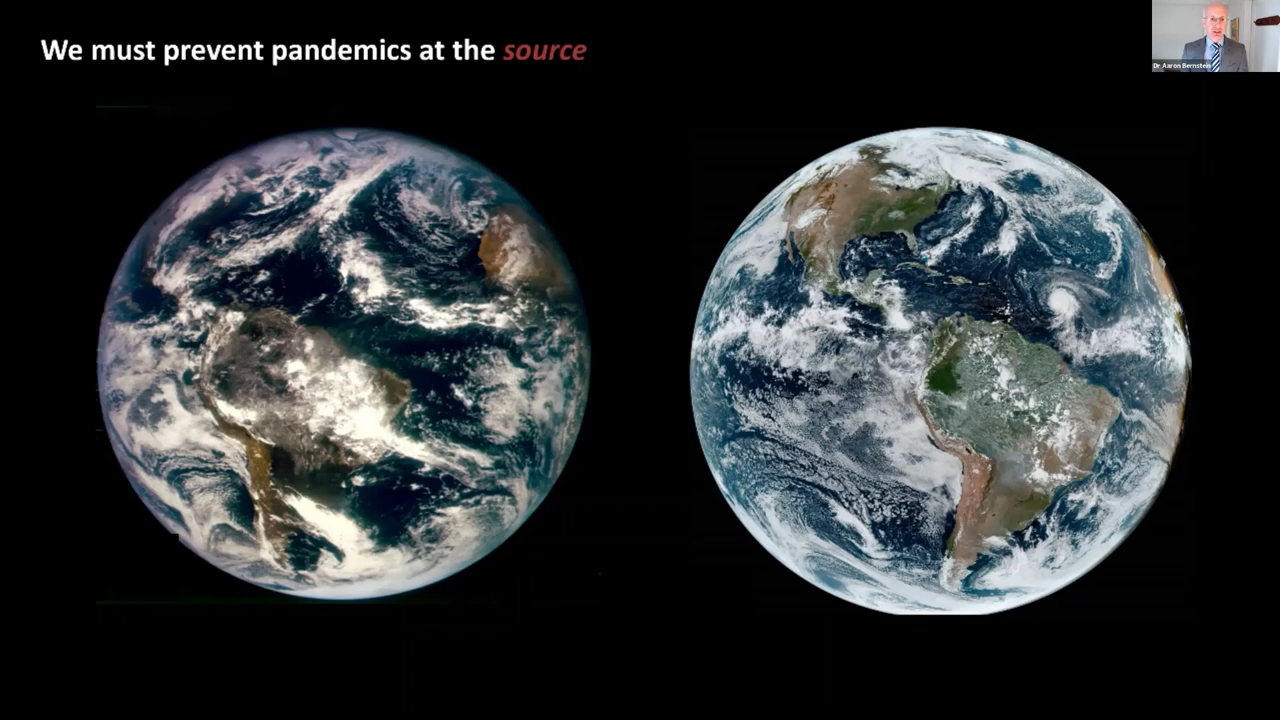 We must prevent pandemics at the source
Dr Aaron Bernstein